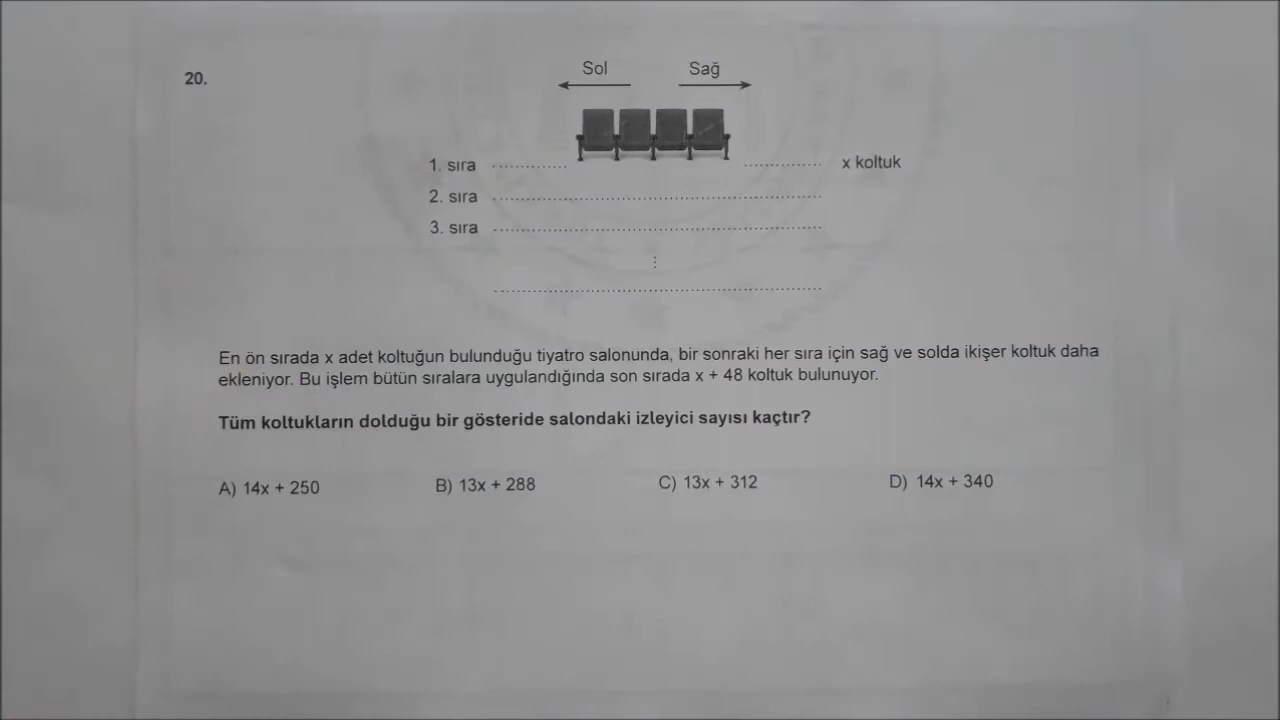 20.
Sol Sağ
1. sıra .................. x koktuk
2. sıra
3. sıra
En ön sırada x adet koltuğun bulunduğu tiyatro salonunda, bir sonraki her sıra için sağ ve solda ikişer koltuk daha
ekleniyor. Bu işlem bütün sıralara uygulandığında son sırada x + 48 koltuk bulunuyor.
Tüm koltukların dolduğu bir gösteride salondaki izleyici sayısı kaçtır?
A) 14x + 250 B) 13x + 288 C) 13x + 312 D) 14x + 340